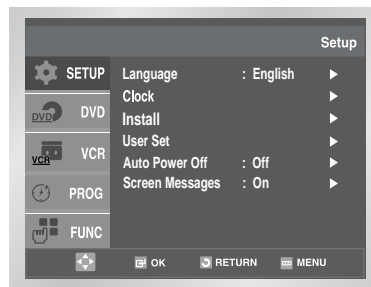 Setup
SETUP
Language : English ►
Clock ►
Install ►
User Set ►
Auto Power Off : Off ►
Screen Messages : On ►
DVD DVD
VCR VCR
PROG
FUNC
OK RETURN MENU